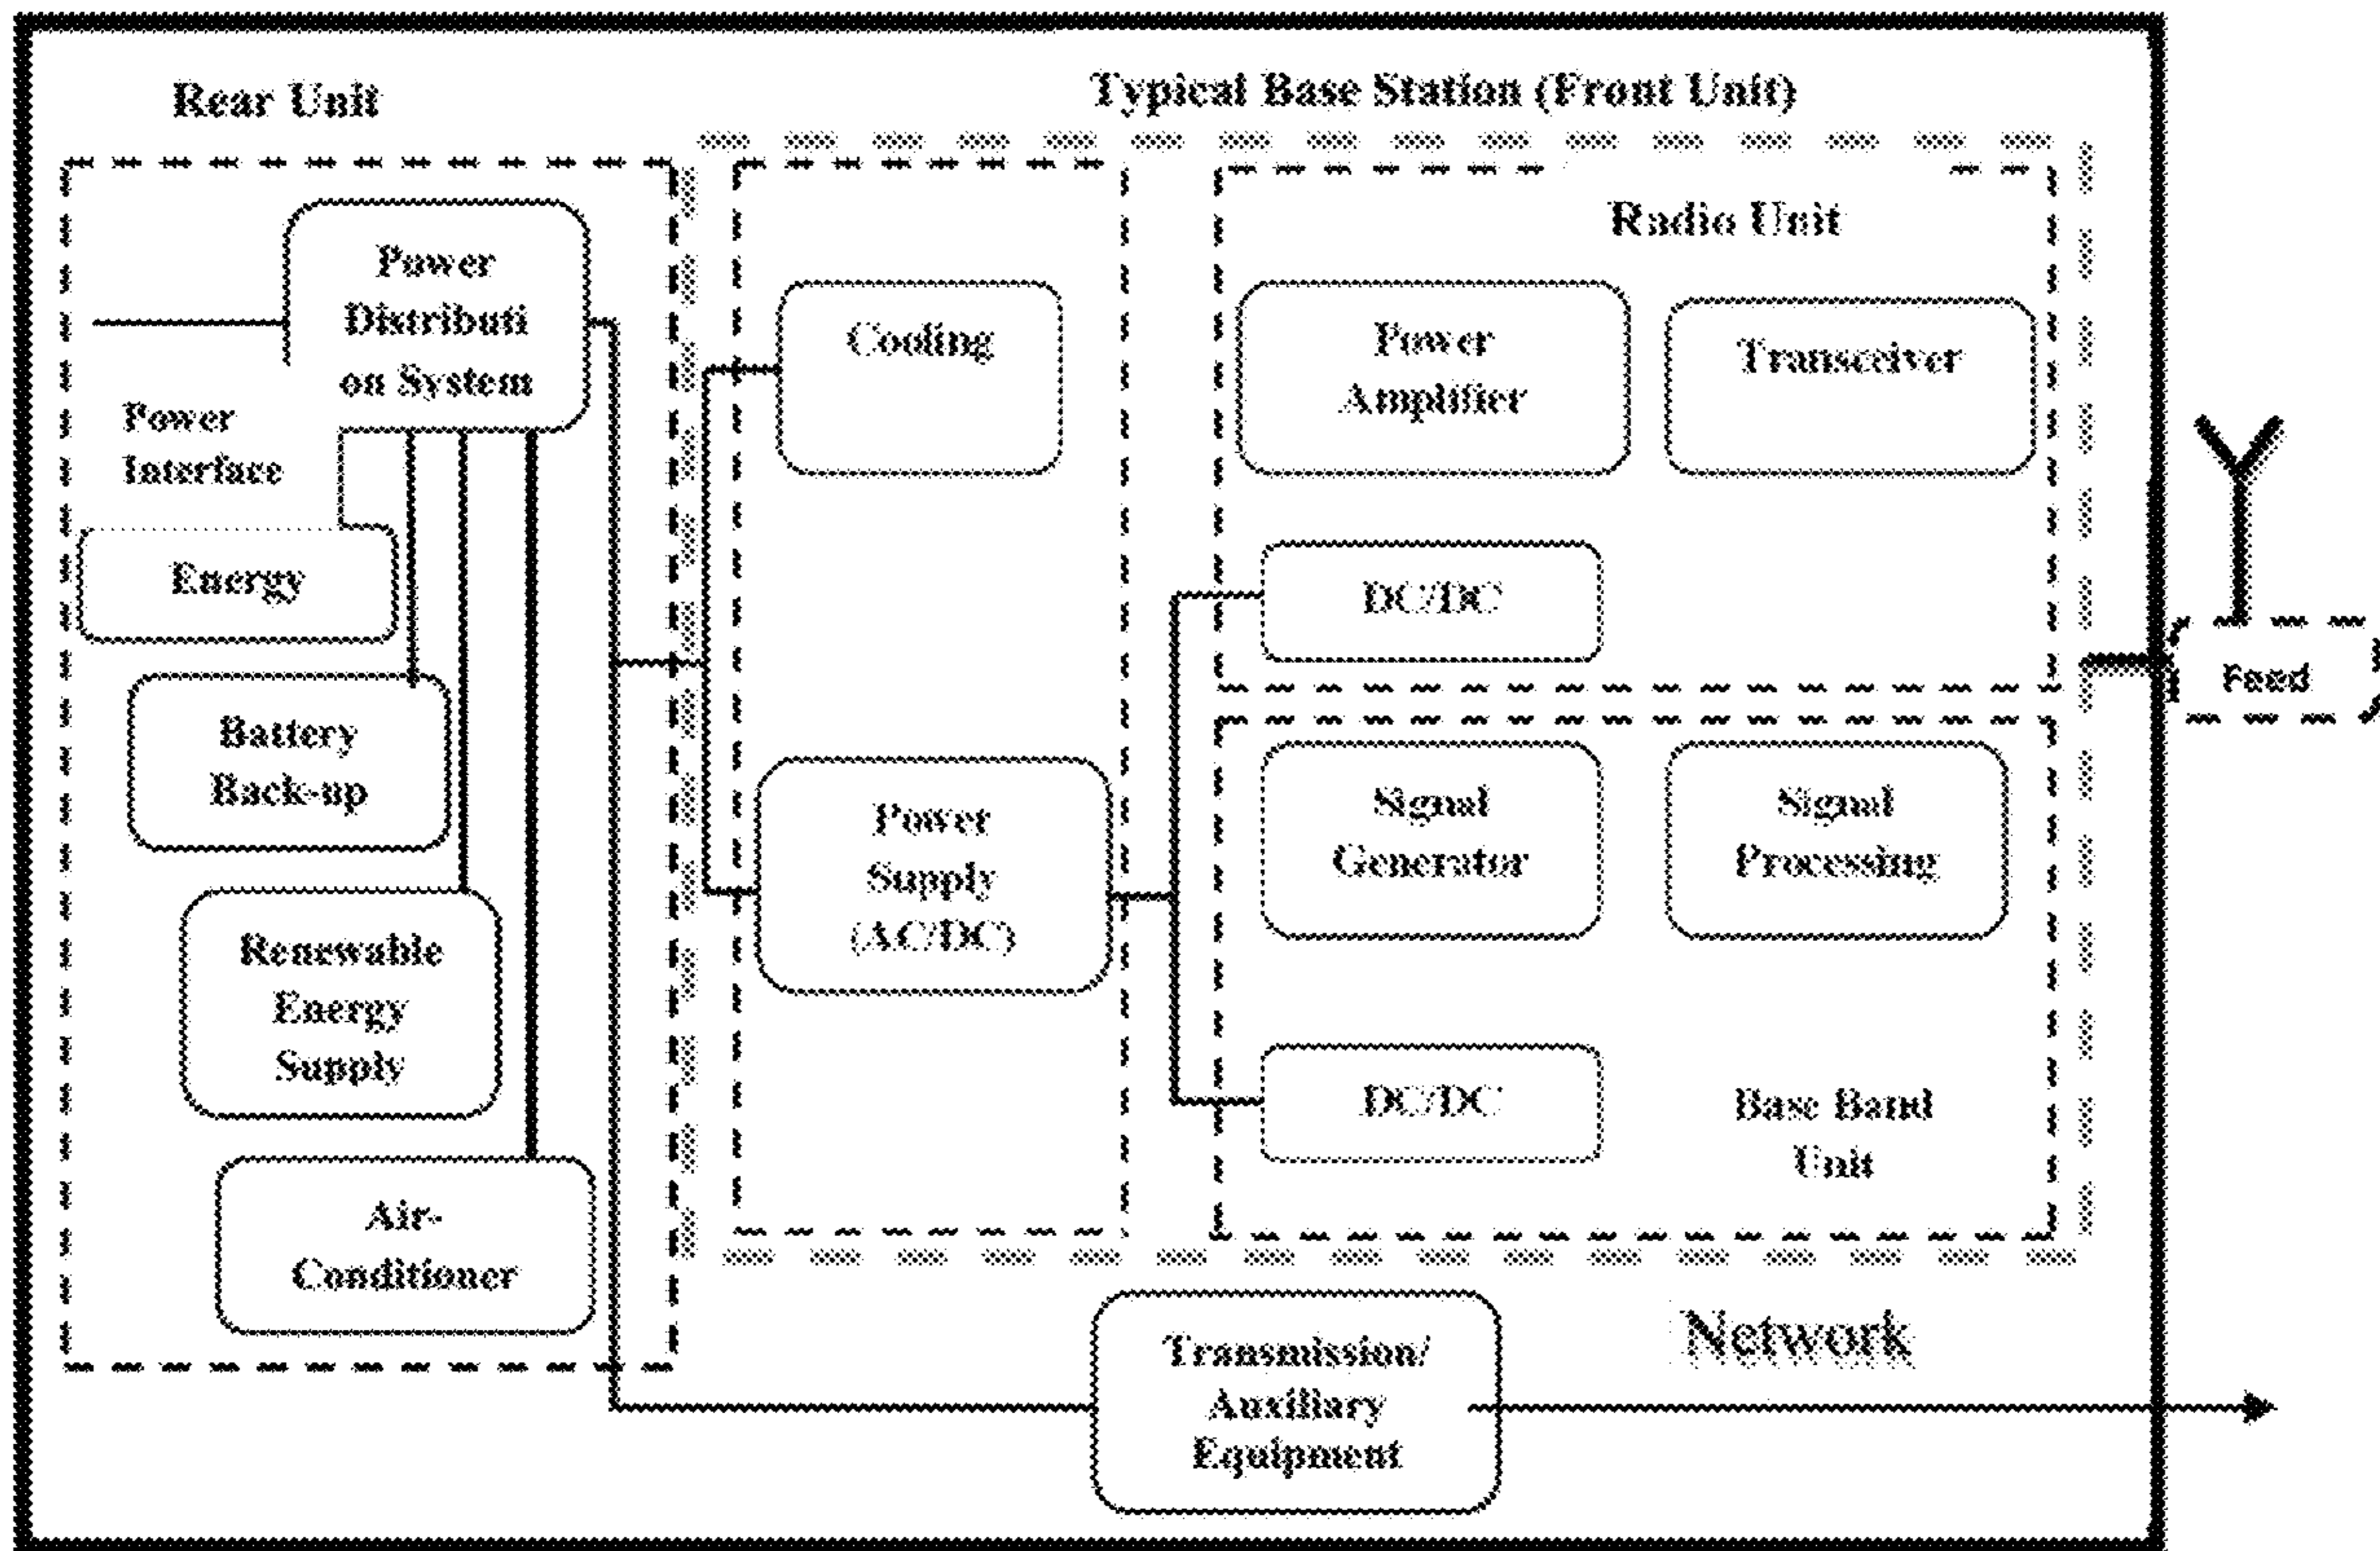 Rear Unit
Typical Base Station (Front Unit)
Power
Distributi
on System
Power
Interface
Energy
Battery
Back-up
Renewable
Energy
Supply
Air-
Conditioner
Cooling
Power
Supply
(AC/DC)
Radio Unit
Power
Amplifier
Transceiver
DC/DC
Signal
Generator
Signal
Processing
DC/DC
Base Band
Unit
Feed
Network
Transmission/
Auxiliary
Equipment